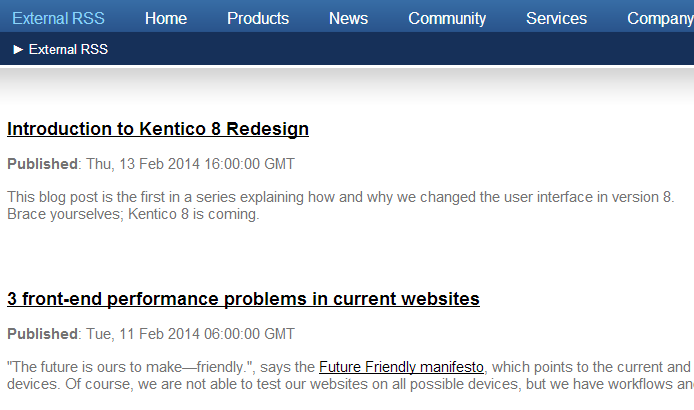 External RSS Home Products News Community Services Company
► External RSS
Introduction to Kentico 8 Redesign
Published: Thu, 13 Feb 2014 16:00:00 GMT
This blog post is the first in a series explaining how and why we changed the user interface in version 8.
Brace yourselves; Kentico 8 is coming.
3 front-end performance problems in current websites
Published: Tue, 11 Feb 2014 06:00:00 GMT
"The future is ours to make—friendly.", says the Future Friendly manifesto, which points to the current and
devices. Of course, we are not able to test our websites on all possible devices, but we have workflows an